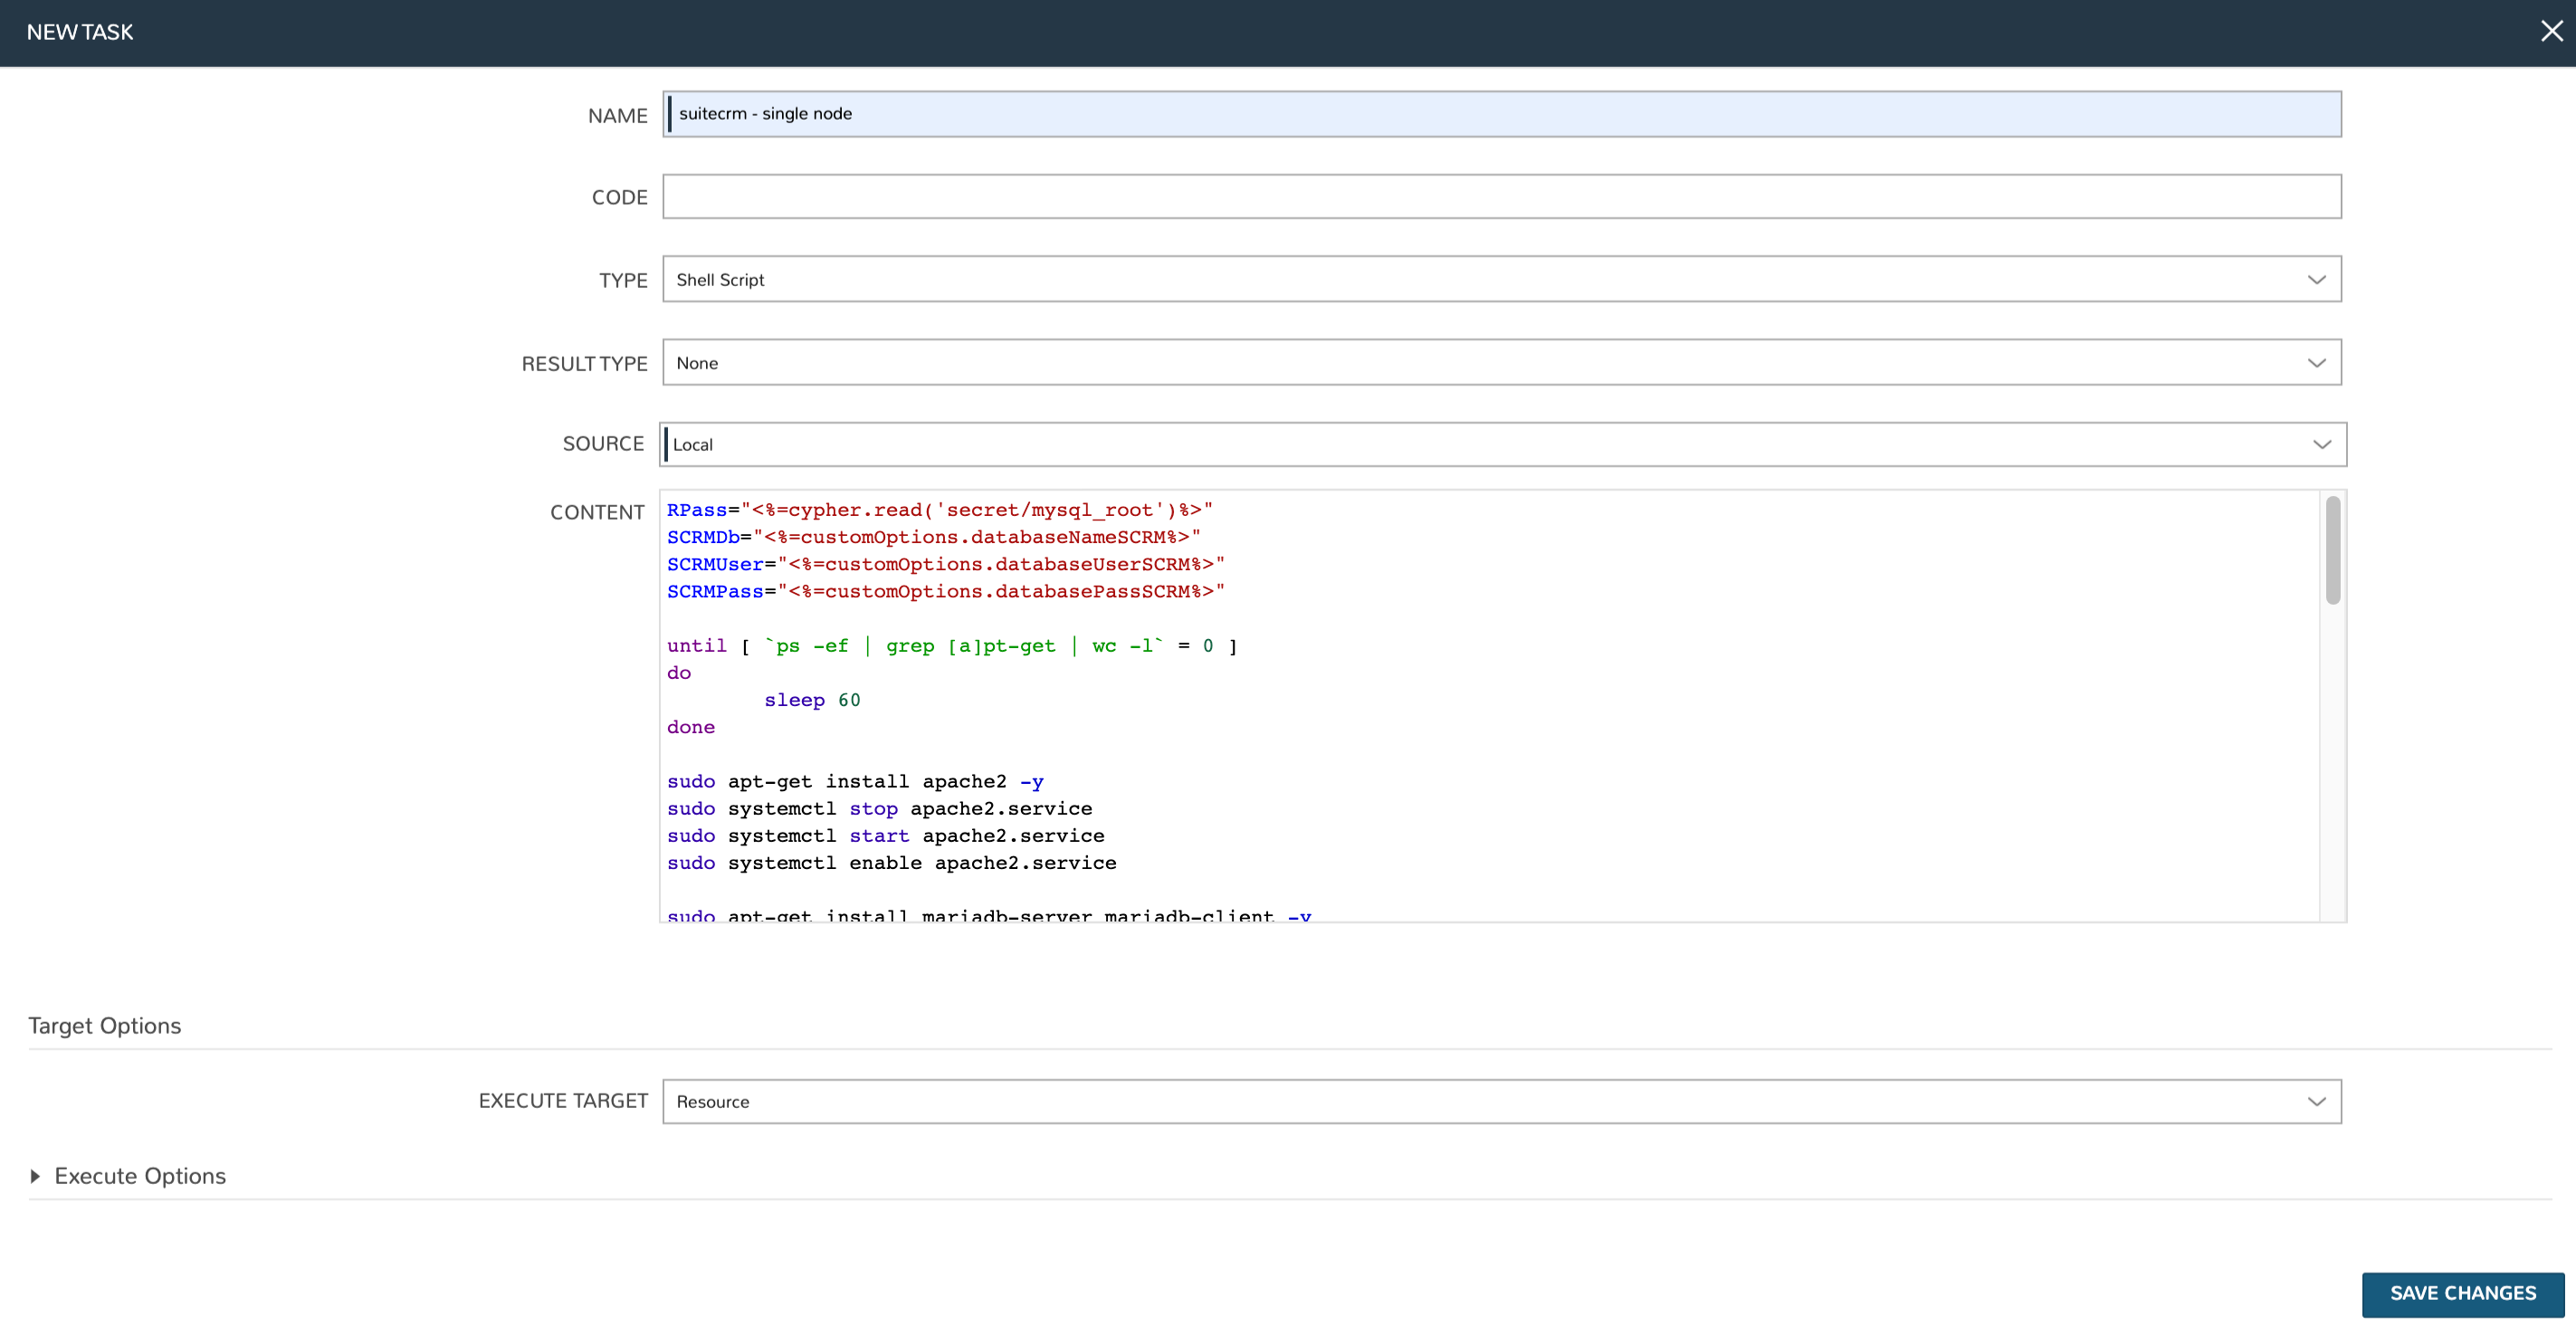 NEW TASK
NAME suitecrm - single node
CODE
TYPE Shell Script
RESULT TYPE None
SOURCE Local
CONTENT RPass="<%=cypher.read('secret/mysql_root')%>"
SCRMDb="<%=customOptions.databaseNameSCRM%>"
SCRMUser="<%=customOptions.databaseUserSCRM%>"
SCRMPass="<%=customOptions.databasePassSCRM%>"
until [ `ps -ef | grep [a]pt-get | wc -l` = 0 ]
do
sleep 60
done
sudo apt-get install apache2 -y
sudo systemctl stop apache2.service
sudo systemctl start apache2.service
sudo systemctl enable apache2.service
sudo apt-get install mariadb-server mariadb-client -y
Target Options
EXECUTE TARGET Resource
Execute Options
SAVE CHANGES